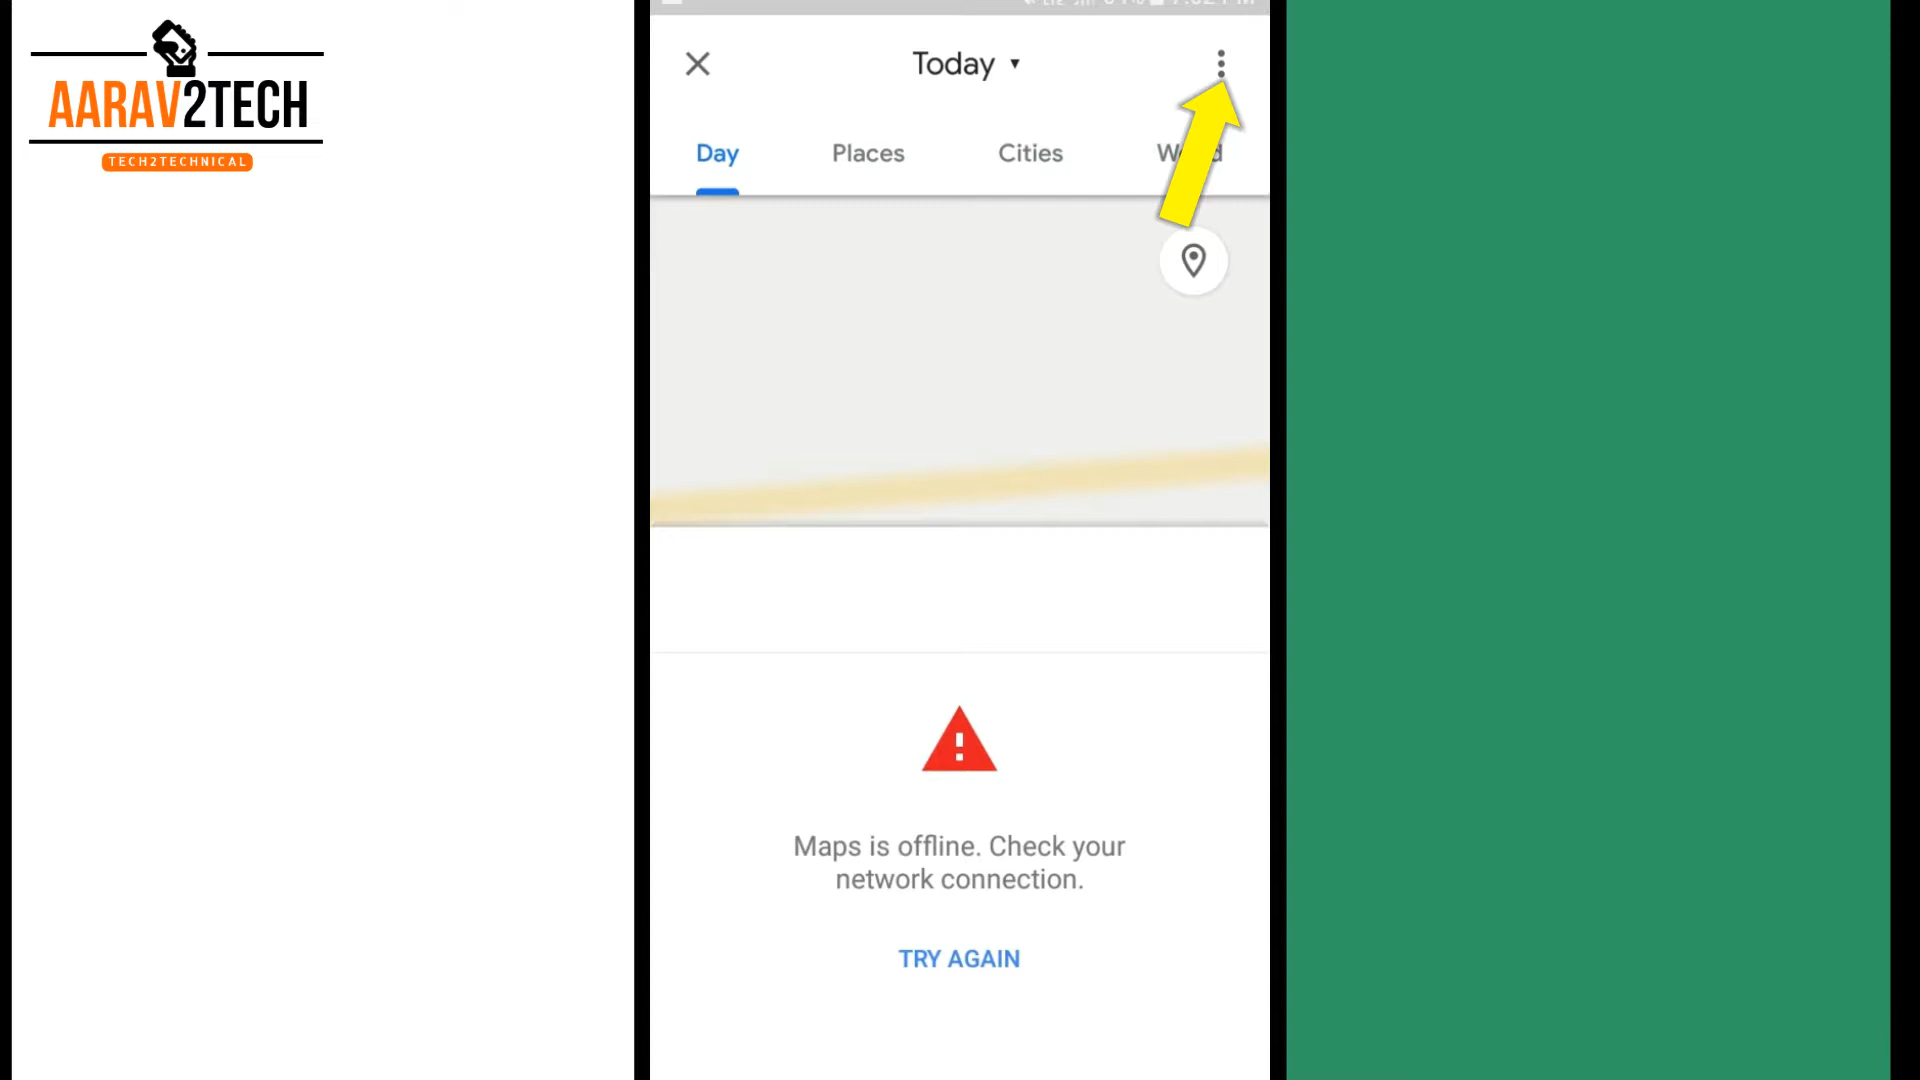 AARAV2TECH
TECH2TECHNICAL
Today
Day Places Cities
Maps is offline. Check your
network connection.
TRY AGAIN